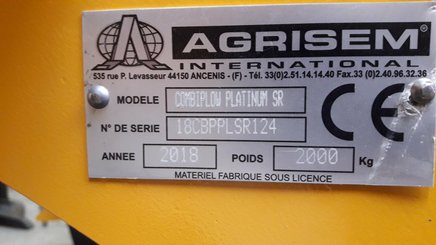 AGRISEM®
INTERNATIONAL
535 rue P. Levasseur 44150 ANCENIS - (F) - Tél. 33(0)2.51.14.14.40 Fax.33 (0)2.40.96.32.36
MODELE COMBIPLOW PLATINUM SR
N° DE SERIE 18CBPPLSR124
CE
ANNEE 2018 POIDS 2000 Kg
MATERIEL FABRIQUE SOUS LICENCE